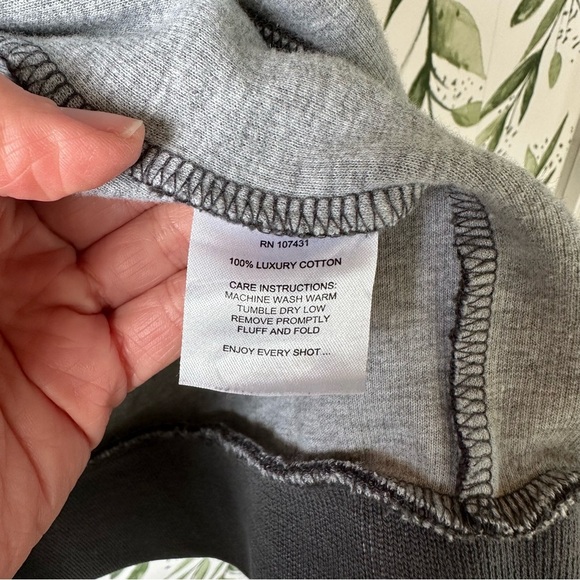 RN 107431
100% LUXURY COTTON
CARE INSTRUCTIONS:
MACHINE WASH WARM
TUMBLE DRY LOW
REMOVE PROMPTLY
FLUFF AND FOLD
ENJOY EVERY SHOT ...